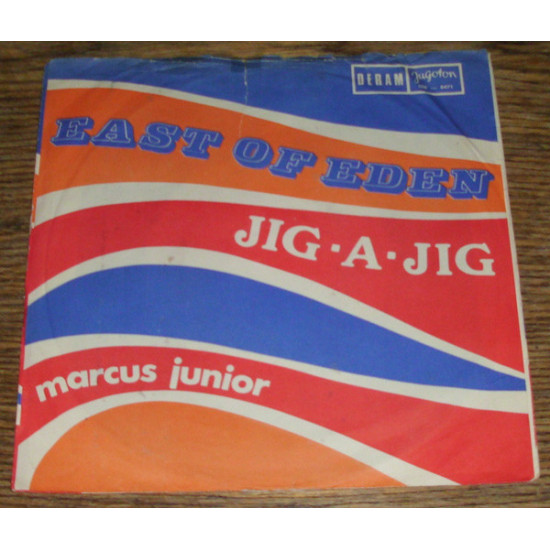 DERAM Jugoton
EAST OF EDEN
JIG·A·JIG
marcus junior